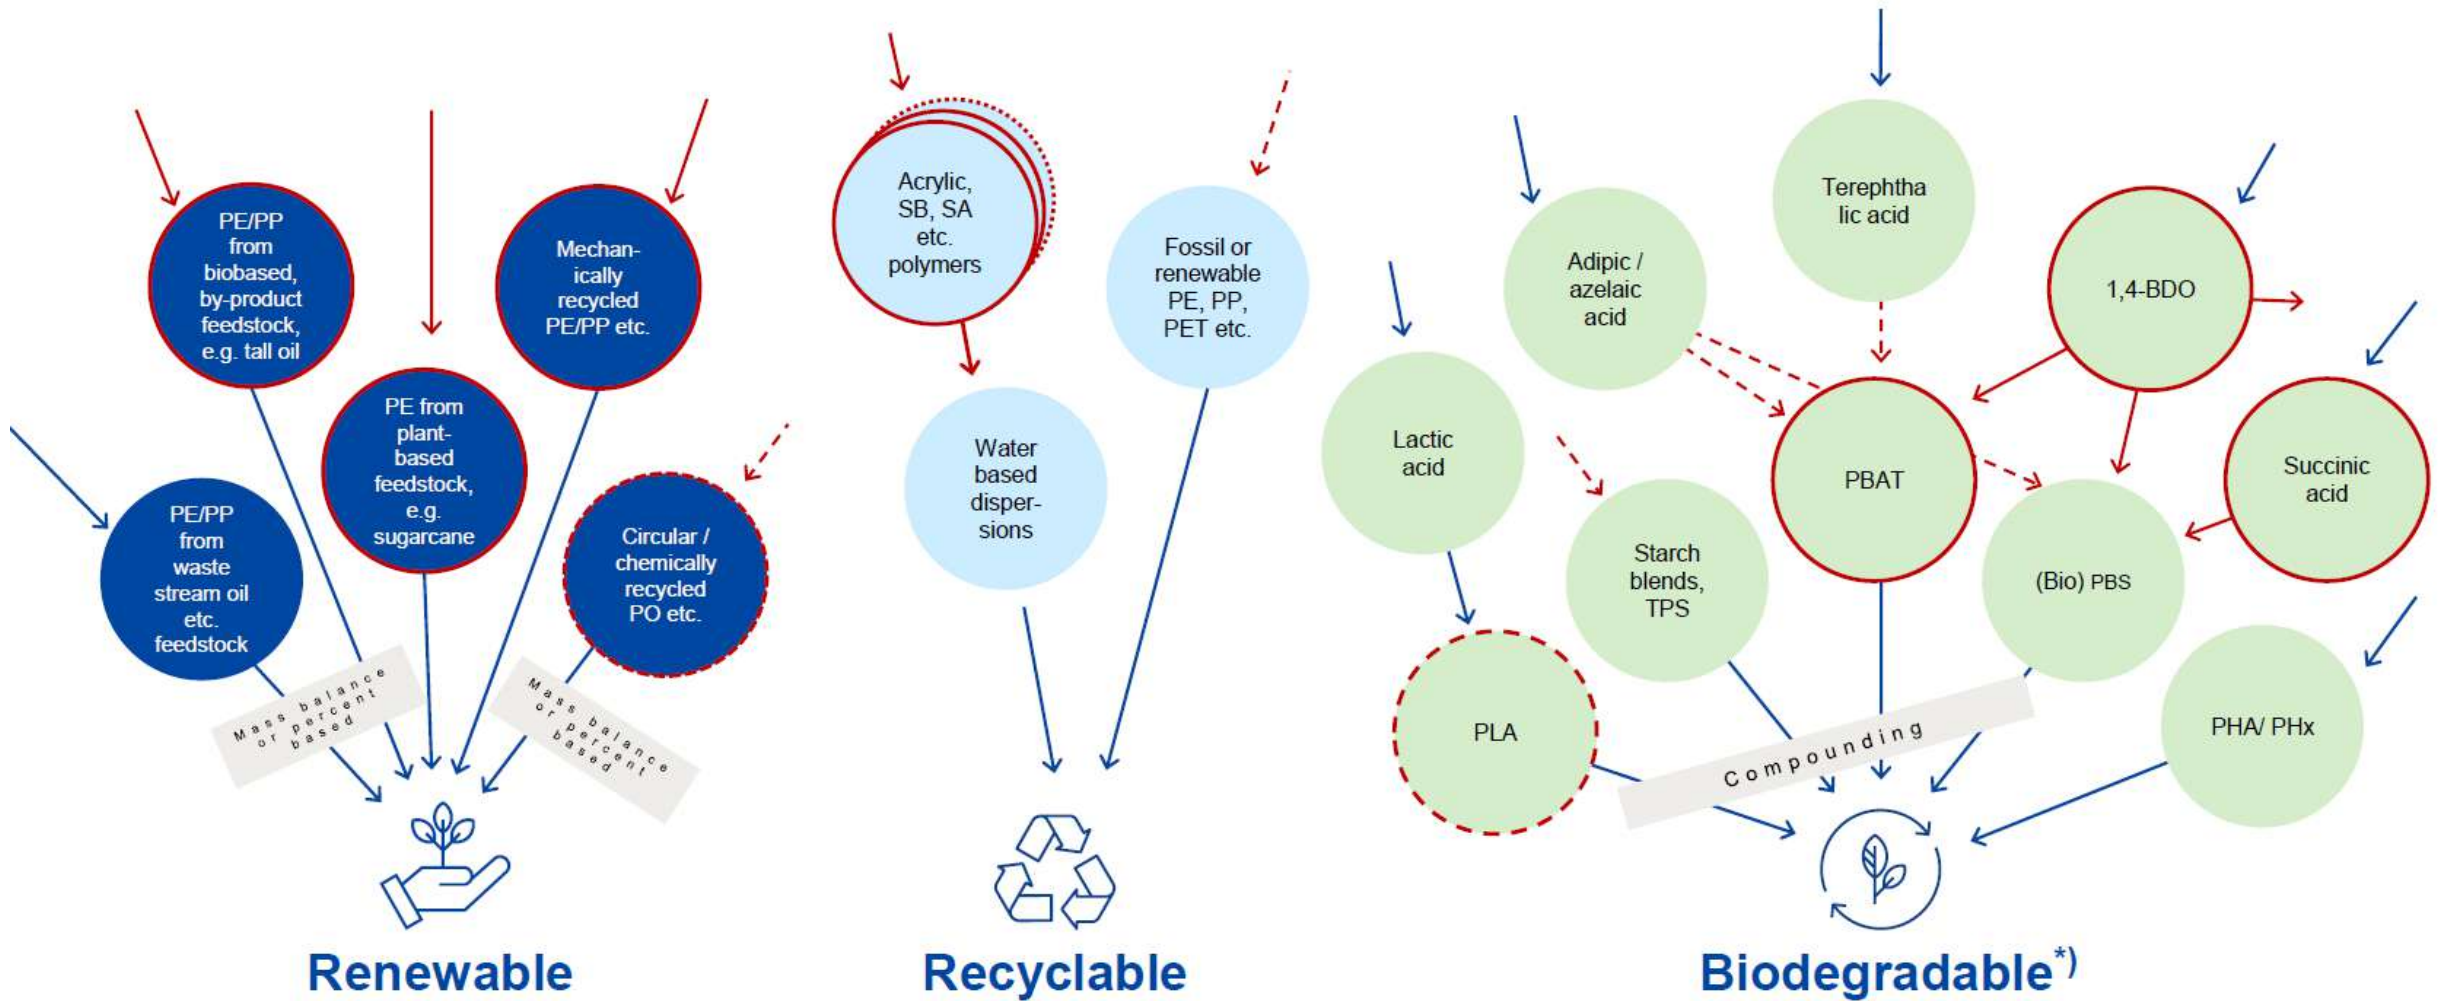 PE/PP
from
biobased,
by-product
feedstock,
e.g. tall oil
Mechan-
ically
recycled
PE/PP etc.
PE from
plant-
based
feedstock,
e.g.
sugarcane
PE/PP
from
waste
stream oil
etc.
feedstock
Circular /
chemically
recycled
PO etc.
Mass balance
or percent
based
Mass balance
or percent
based
Renewable
Acrylic,
SB, SA
etc.
polymers
Fossil or
renewable
PE, PP,
PET etc.
Water
based
disper-
sions
Recyclable
Terephtha
lic acid
Adipic /
azelaic
acid
1,4-BDO
Lactic
acid
PBAT
Succinic
acid
Starch
blends,
TPS
(Bio) PBS
PLA
PHA/ PHx
Compounding
Biodegradable*)